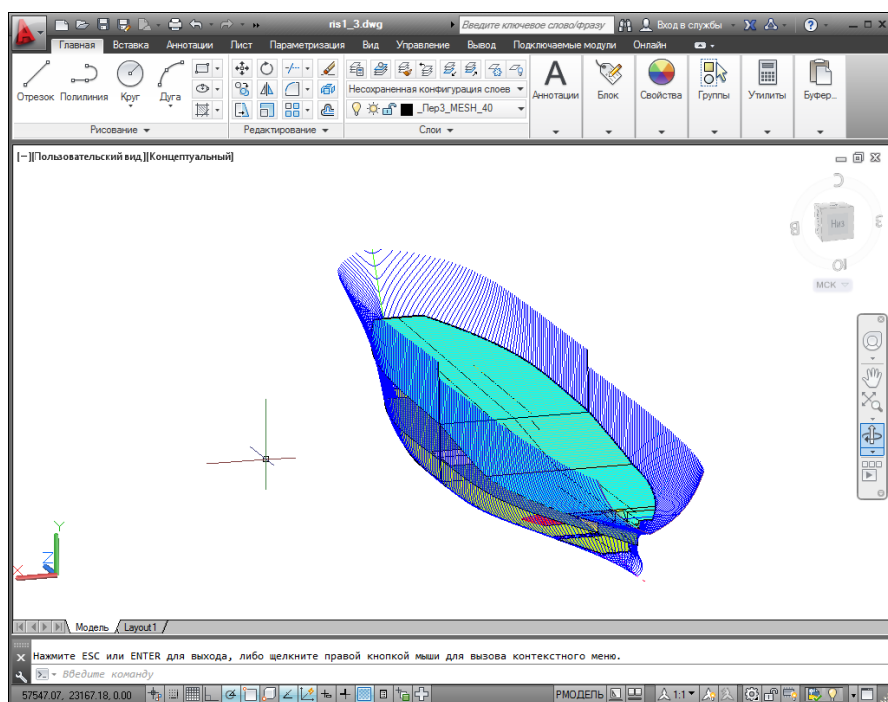 ris1_3.dwg
Введите ключевое слово/фразу
Вход в службы
Главная Вставка Аннотации Лист Параметризация Вид Управление Вывод Подключаемые модули Онлайн
Отрезок Полилиния Круг Дуга
Несохраненная конфигурация слоев
_Пер3_MESH_40
Аннотации Блок Свойства Группы Утилиты Буфер...
Рисование Редактирование Слои
[−][Пользовательский вид][Концептуальный]
Низ
МСК
Y
Z
X
Модель Layout1
Нажмите ESC или ENTER для выхода, либо щелкните правой кнопкой мыши для вызова контекстного меню.
Введите команду
57547.07, 23167.18, 0.00
РМОДЕЛЬ
1:1